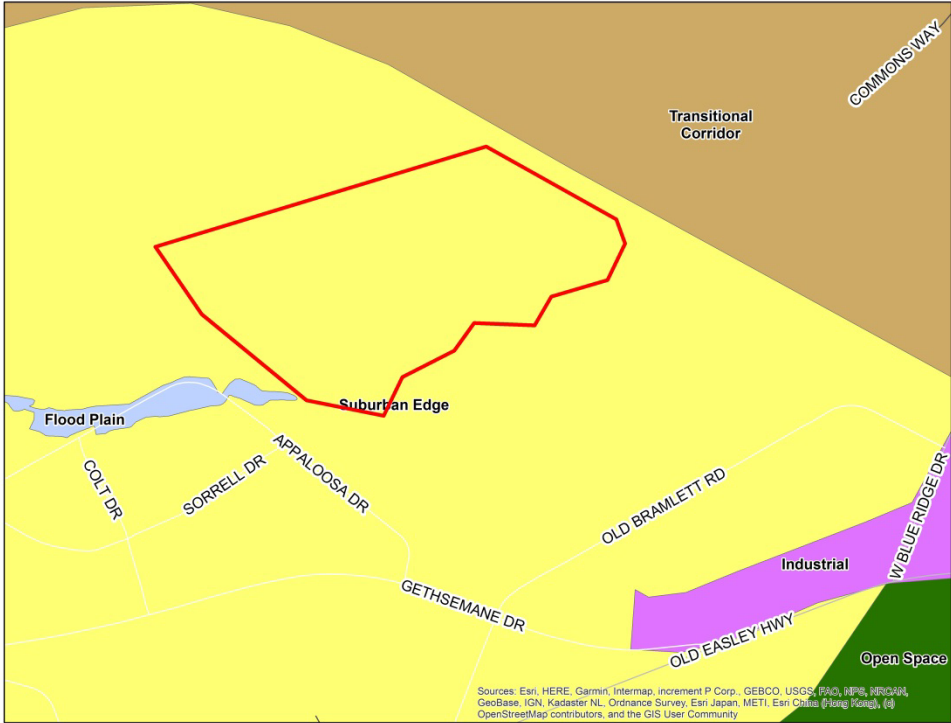 COMMONS WAY
Transitional
Corridor
Suburban Edge
Flood Plain
COLT DR
SORRELL DR
APPALOOSA DR
OLD BRAMLETT RD
W BLUE RIDGE DR
Industrial
GETHSEMANE DR
OLD EASLEY HWY
Open Space
Sources: Esri, HERE, Garmin, Intermap, increment P Corp., GEBCO, USGS, FAO, NPS, NRCAN,
GeoBase, IGN, Kadaster NL, Ordnance Survey, Esri Japan, METI, Esri China (Hong Kong), (c)
OpenStreetMap contributors, and the GIS User Community